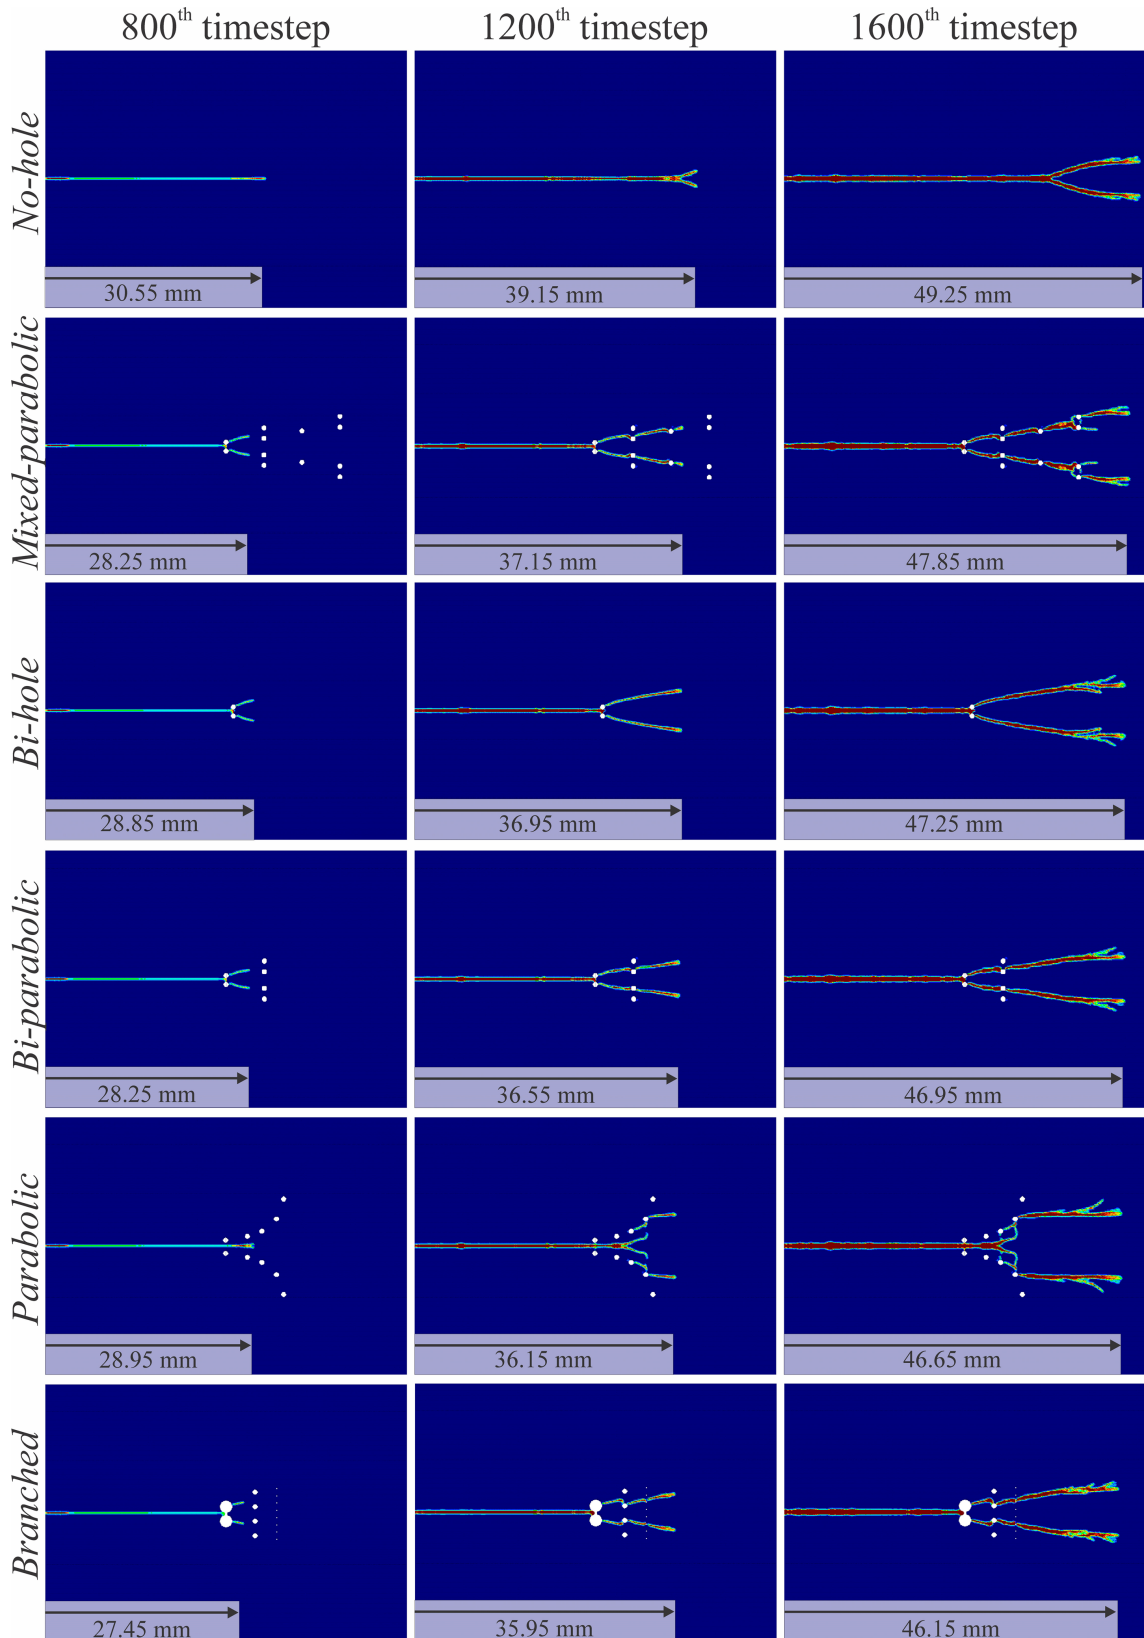 800th timestep 1200th timestep 1600th timestep
No-hole
30.55 mm 39.15 mm 49.25 mm
Mixed-parabolic
28.25 mm 37.15 mm 47.85 mm
Bi-hole
28.85 mm 36.95 mm 47.25 mm
Bi-parabolic
28.25 mm 36.55 mm 46.95 mm
Parabolic
28.95 mm 36.15 mm 46.65 mm
Branched
27.45 mm 35.95 mm 46.15 mm